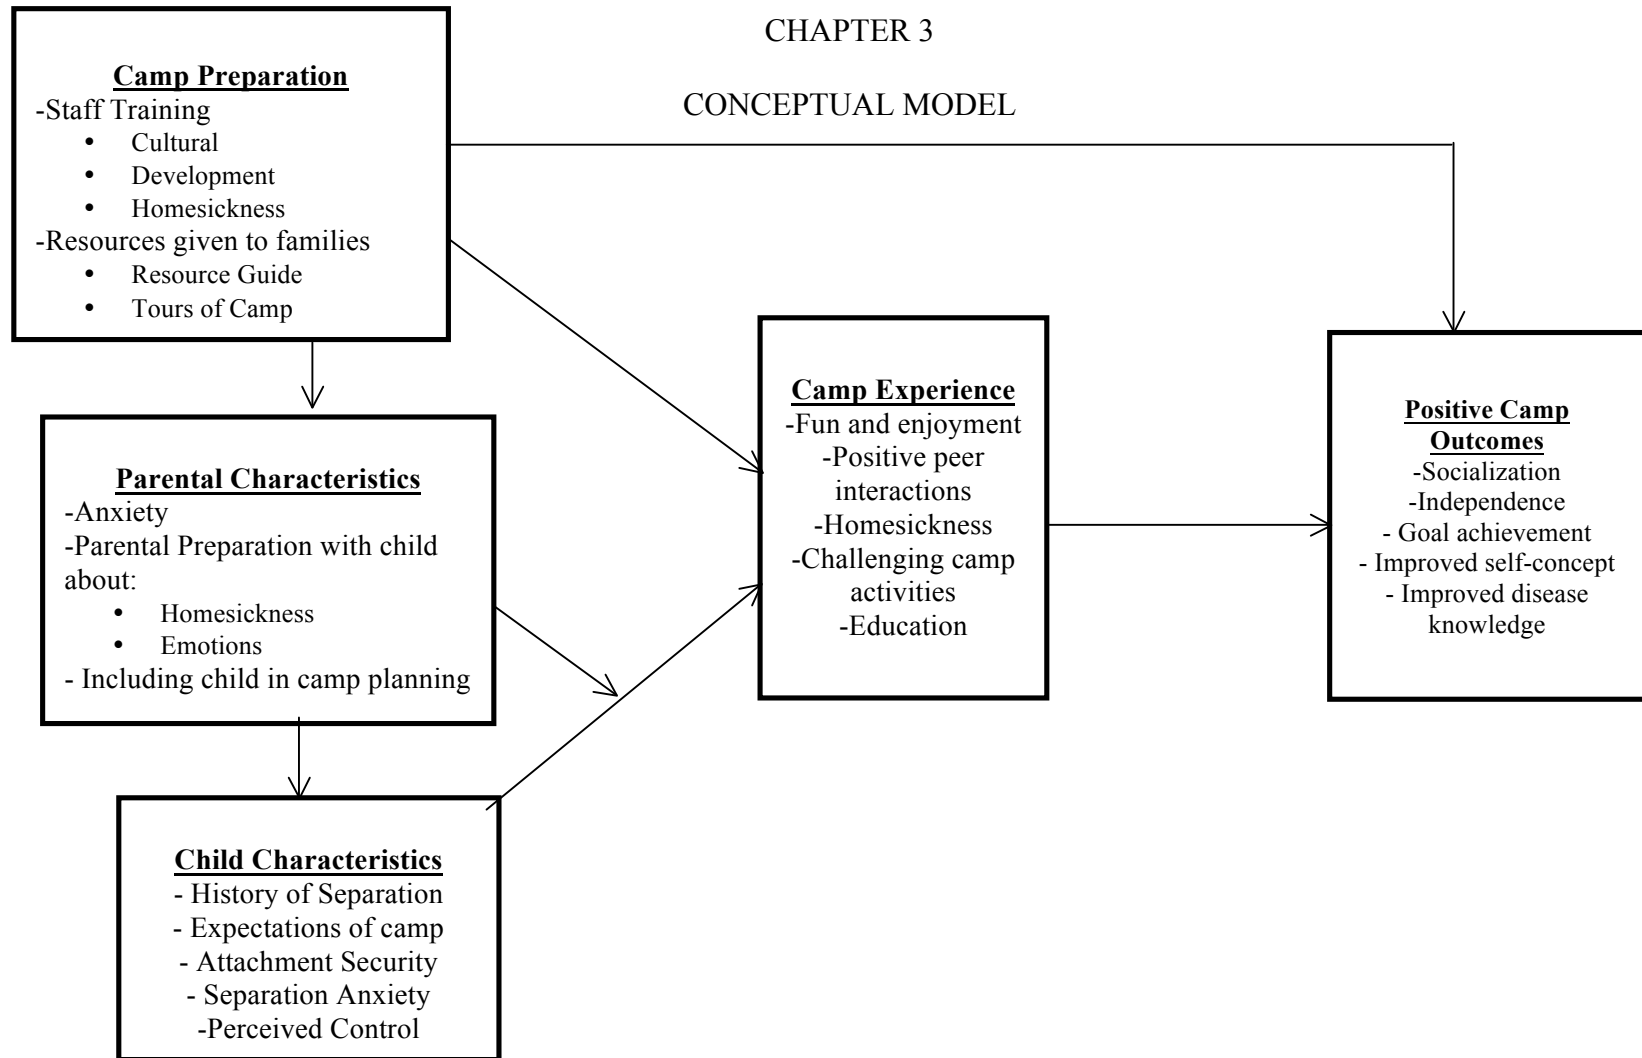 CHAPTER 3
CONCEPTUAL MODEL
Camp Preparation
-Staff Training
• Cultural
• Development
• Homesickness
-Resources given to families
• Resource Guide
• Tours of Camp
Parental Characteristics
-Anxiety
-Parental Preparation with child
about:
• Homesickness
• Emotions
- Including child in camp planning
Child Characteristics
- History of Separation
- Expectations of camp
- Attachment Security
- Separation Anxiety
-Perceived Control
Camp Experience
-Fun and enjoyment
-Positive peer
interactions
-Homesickness
-Challenging camp
activities
-Education
Positive Camp
Outcomes
-Socialization
-Independence
- Goal achievement
- Improved self-concept
- Improved disease
knowledge